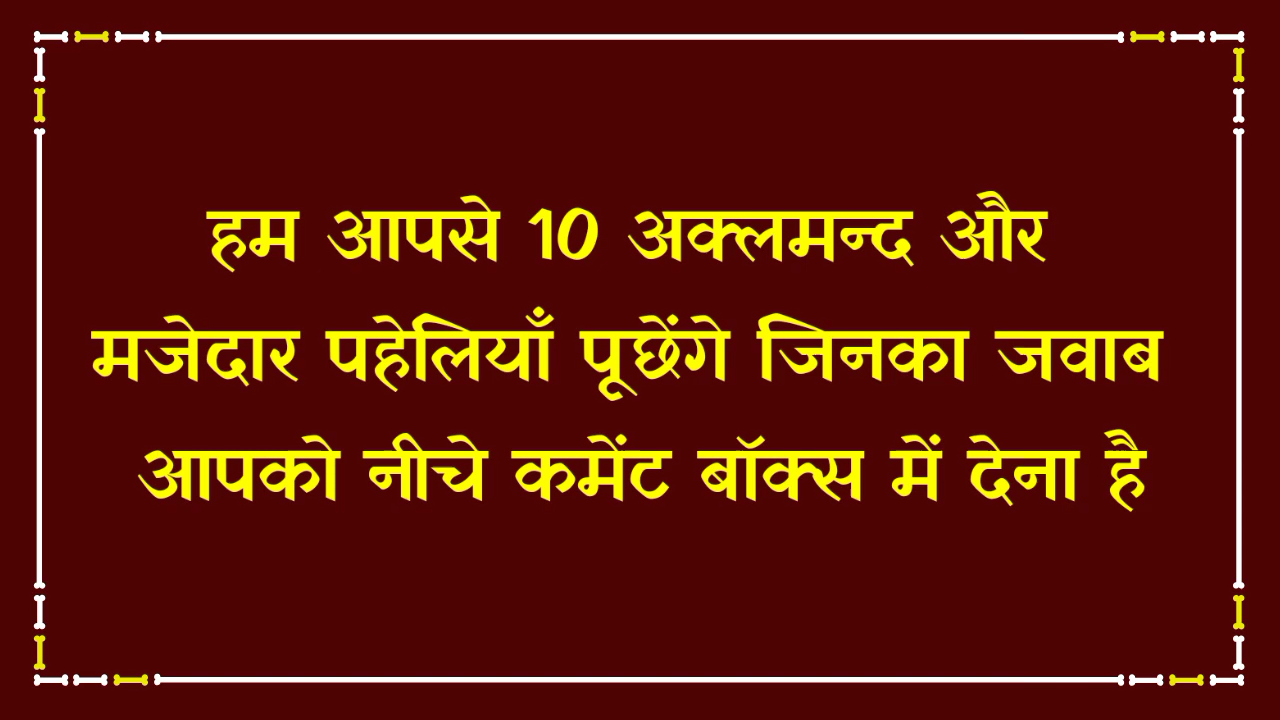 हम आपसे 10 अक्लमन्द और
मजेदार पहेलियाँ पूछेंगे जिनका जवाब
आपको नीचे कमेंट बॉक्स में देना है